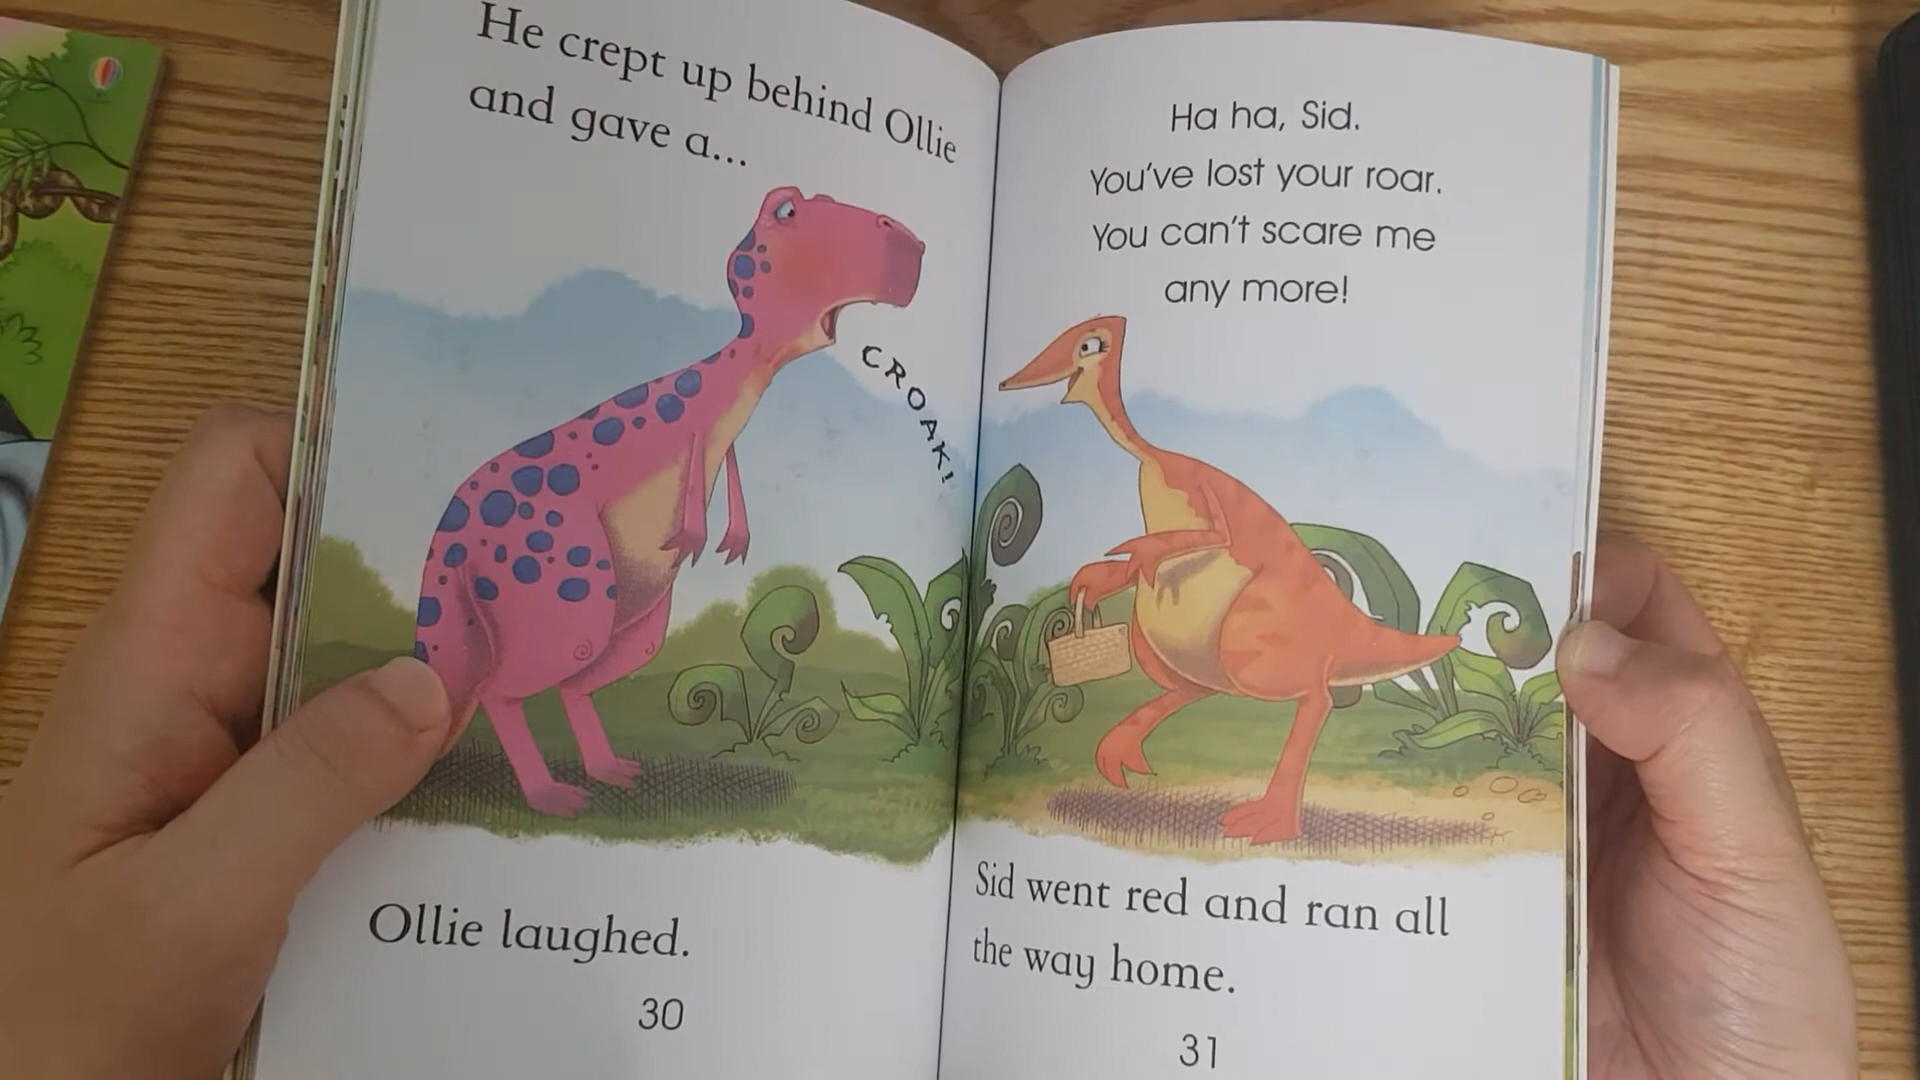 He crept up behind Ollie
and gave a...
CROAK!
Ollie laughed.
30
Ha ha, Sid.
You've lost your roar.
You can't scare me
any more!
Sid went red and ran all
the way home.
31